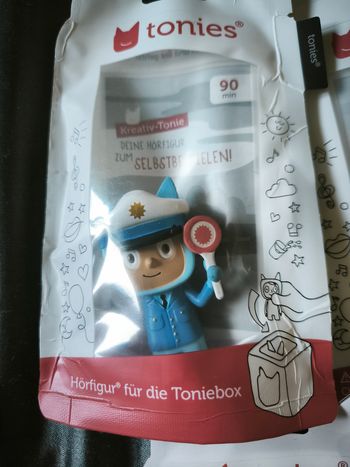 tonies®
tonies®
90
min
Kreativ-Tonie
DEINE HÖRFIGUR
ZUM SELBSTBESPIELEN!
Hörfigur® für die Toniebox